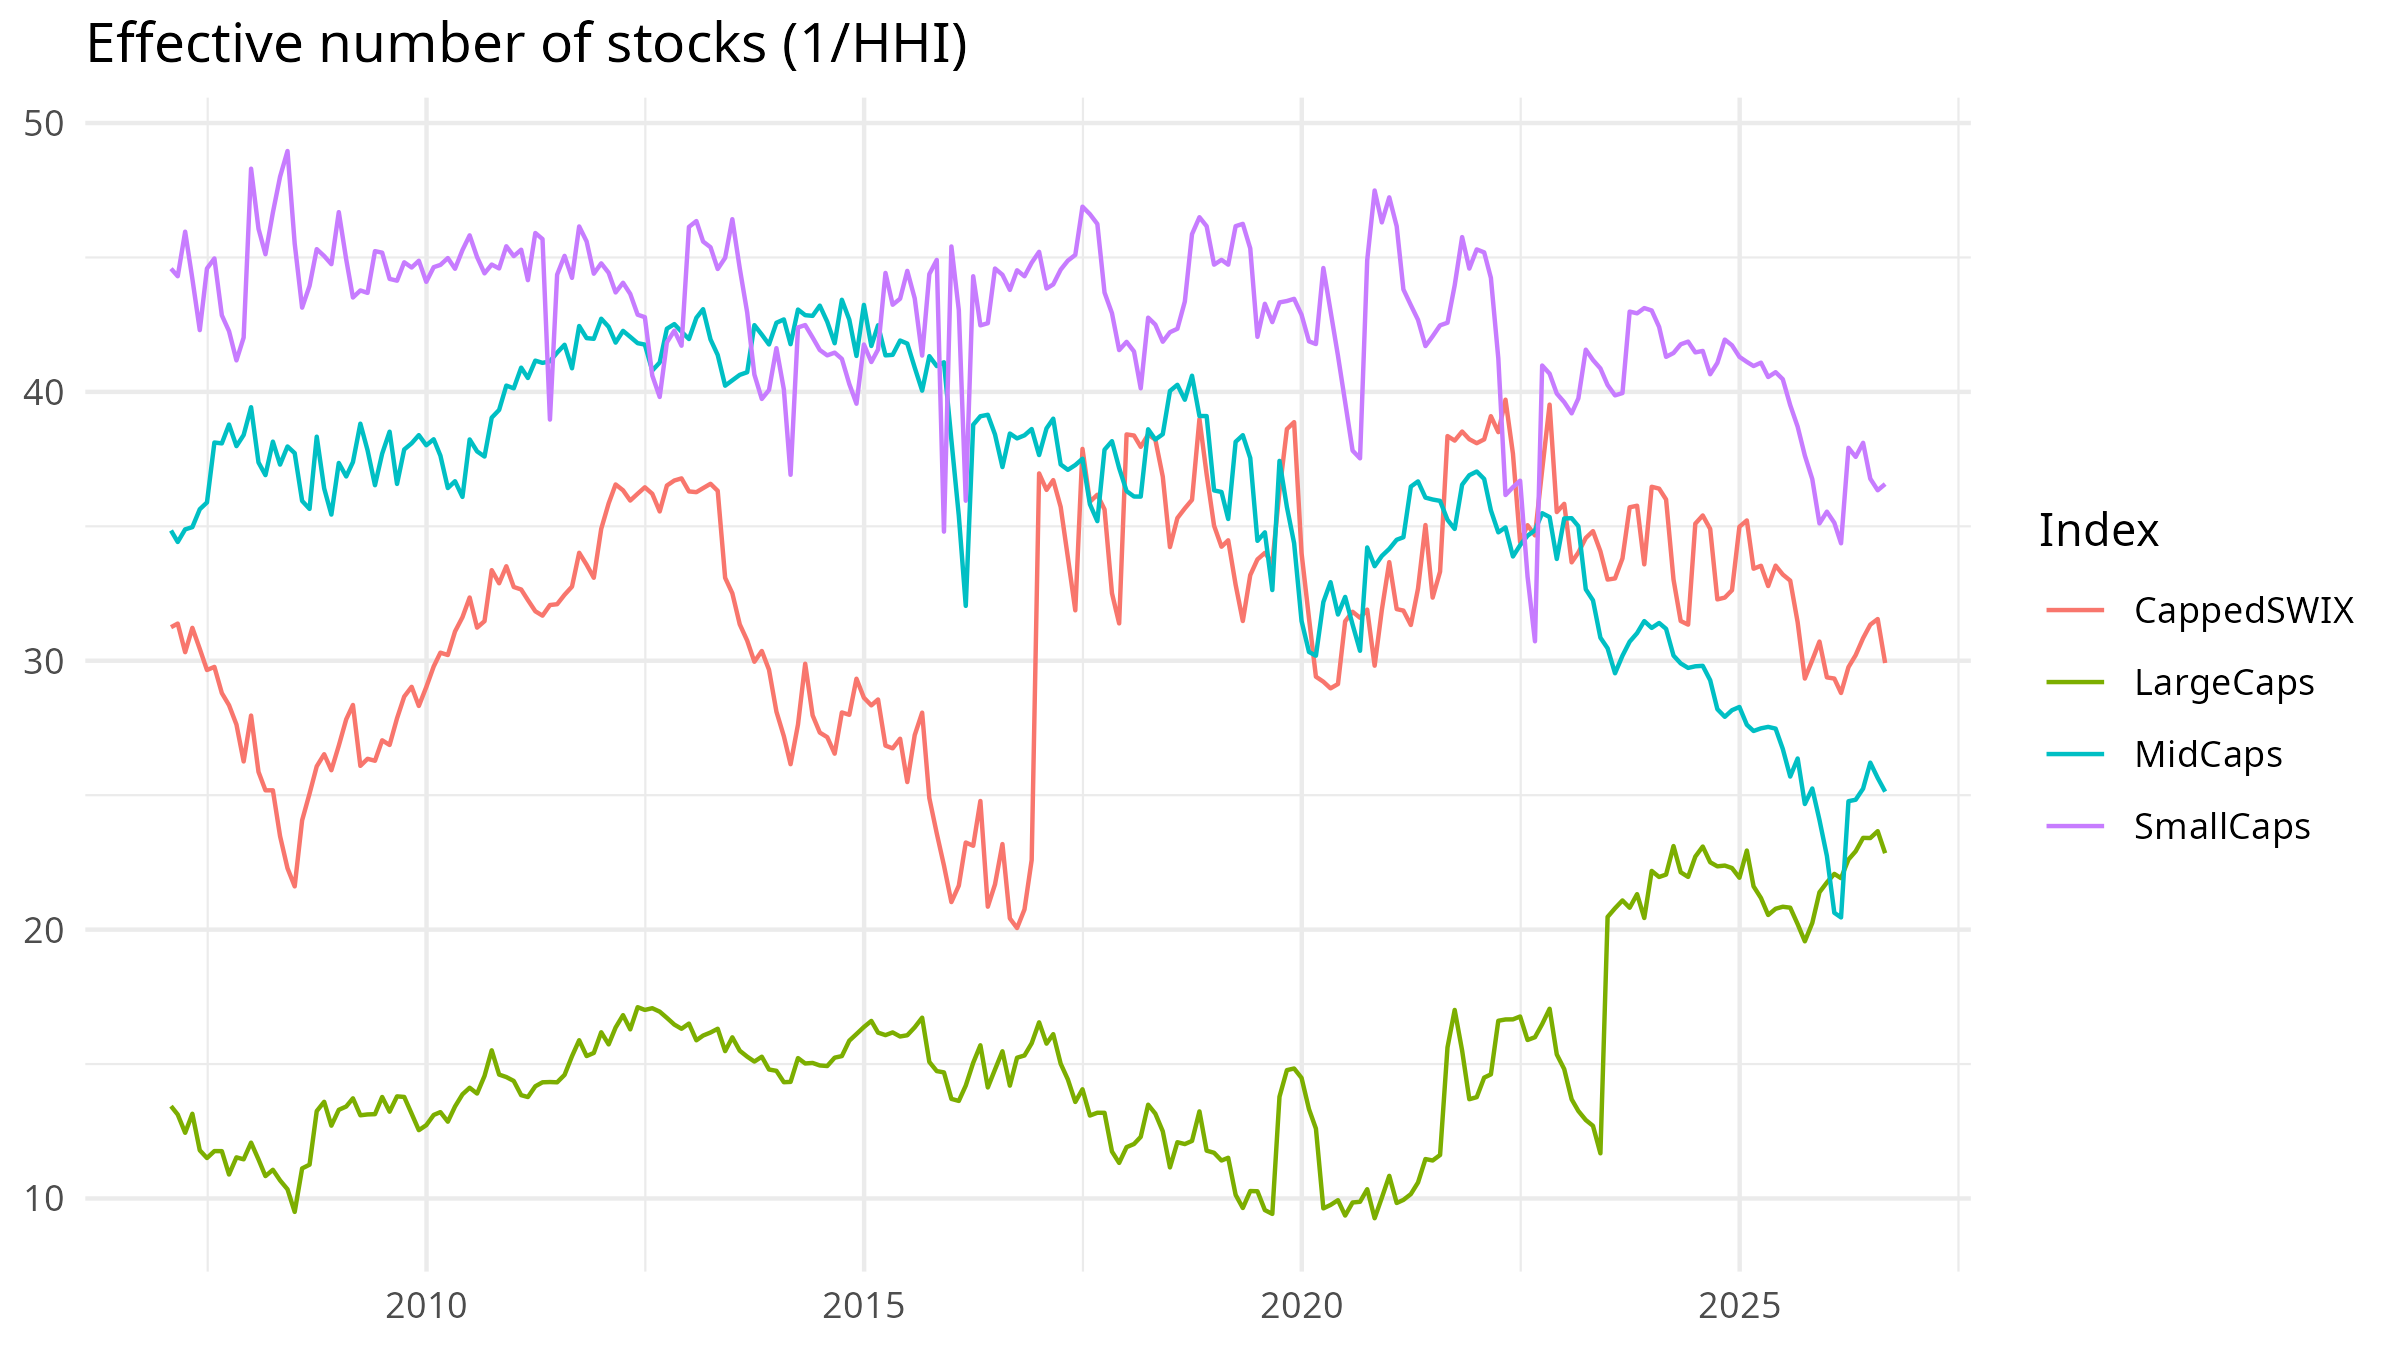 Effective number of stocks (1/HHI)
50
40
30
20
10
2010
2015
2020
2025
Index
CappedSWIX
LargeCaps
MidCaps
SmallCaps